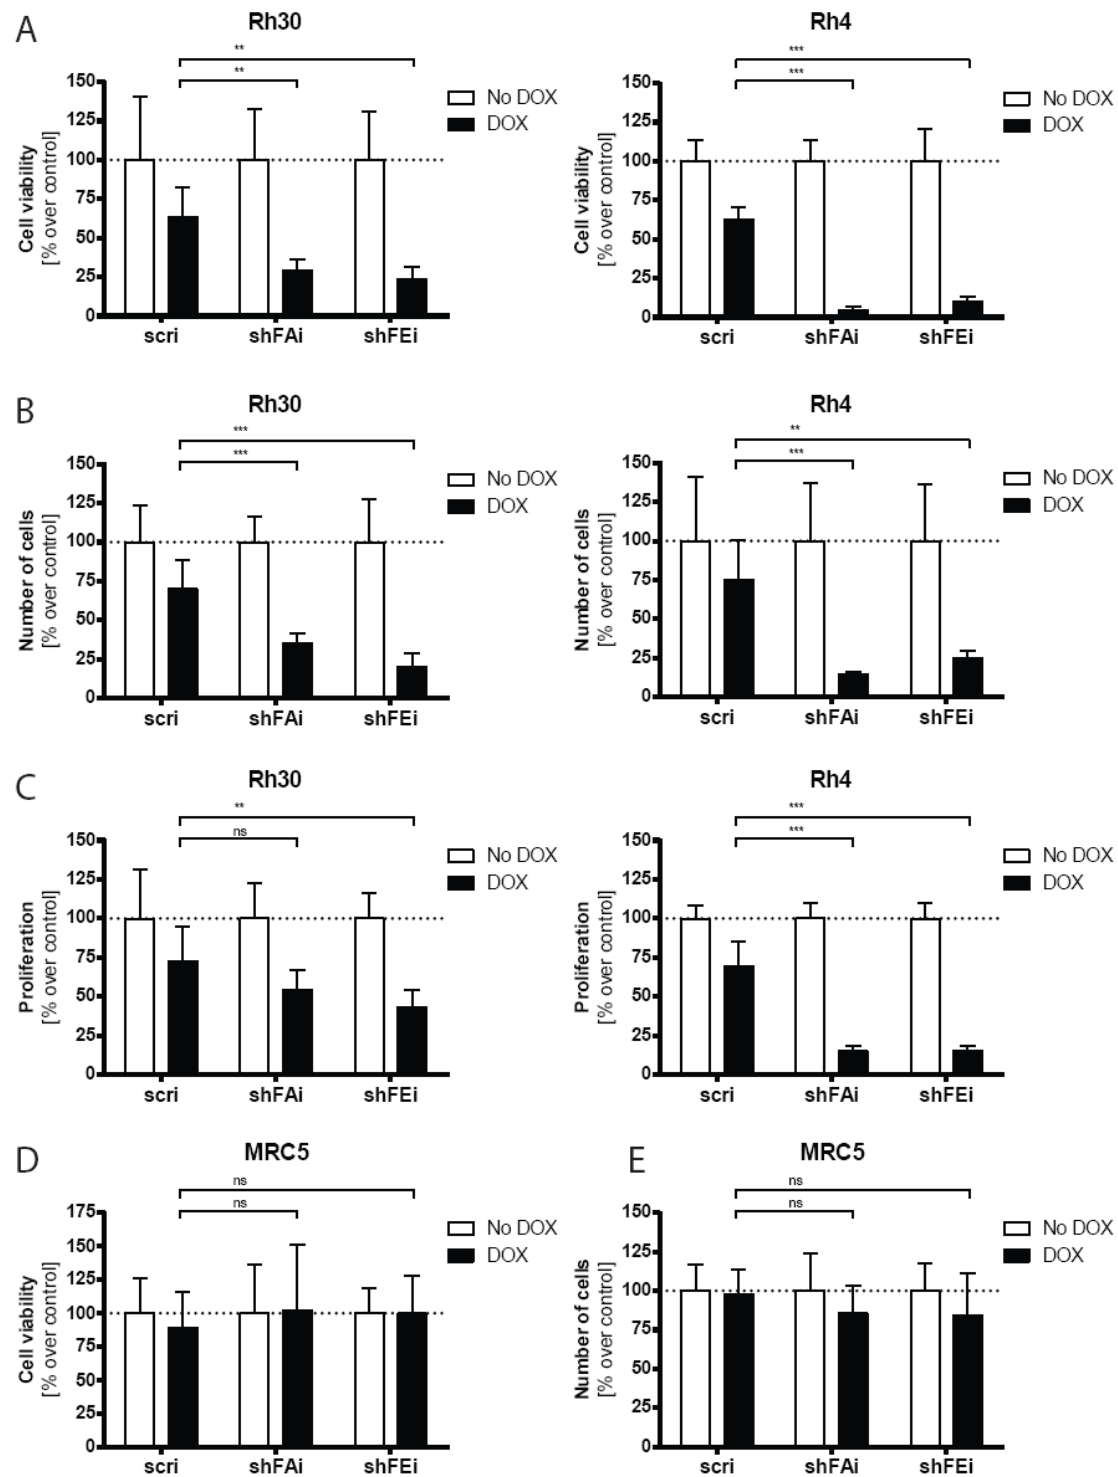 A
Rh30
**
**
150
125
100
75
50
25
0
Cell viability
[% over control]
No DOX
DOX
scri shFAi shFEi
Rh4
***
***
150
125
100
75
50
25
0
Cell viability
[% over control]
No DOX
DOX
scri shFAi shFEi
B
Rh30
***
***
150
125
100
75
50
25
0
Number of cells
[% over control]
No DOX
DOX
scri shFAi shFEi
Rh4
**
***
150
125
100
75
50
25
0
Number of cells
[% over control]
No DOX
DOX
scri shFAi shFEi
C
Rh30
**
ns
150
125
100
75
50
25
0
Proliferation
[% over control]
No DOX
DOX
scri shFAi shFEi
Rh4
***
***
150
125
100
75
50
25
0
Proliferation
[% over control]
No DOX
DOX
scri shFAi shFEi
D
MRC5
ns
ns
175
150
125
100
75
50
25
0
Cell viability
[% over control]
No DOX
DOX
scri shFAi shFEi
E
MRC5
ns
ns
150
125
100
75
50
25
0
Number of cells
[% over control]
No DOX
DOX
scri shFAi shFEi